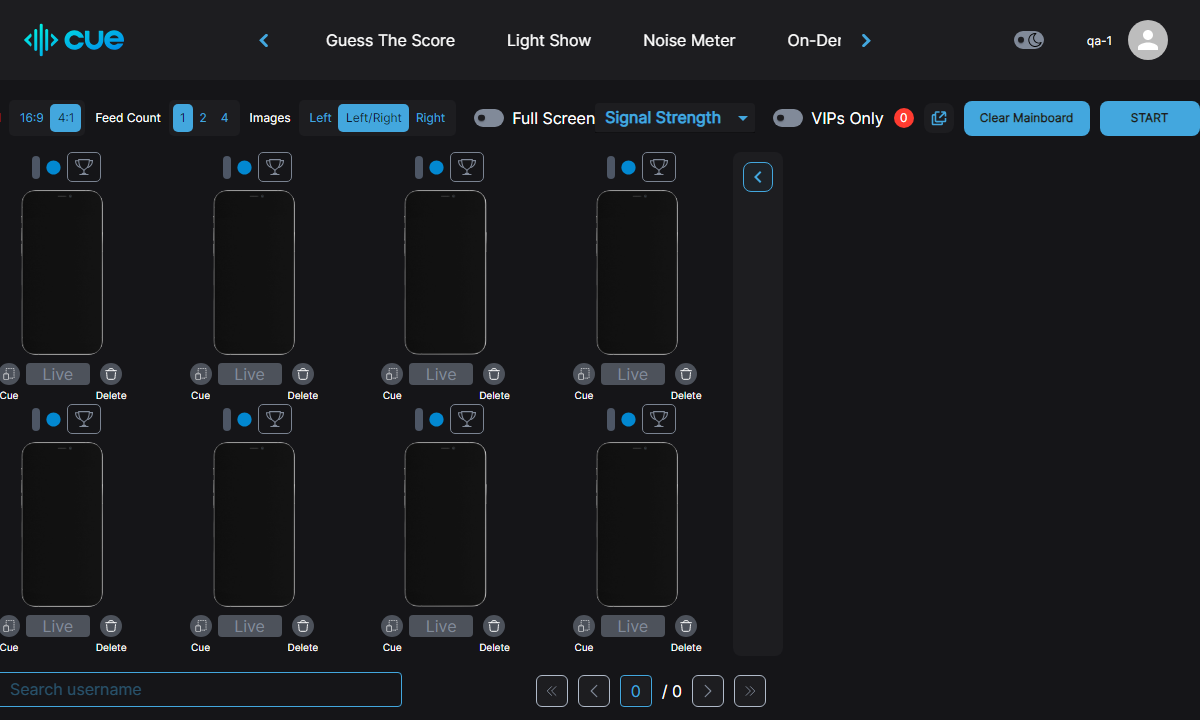 cue
Guess The Score Light Show Noise Meter On-Der qa-1
16:9 4:1 Feed Count 1 2 4 Images Left Left/Right Right Full Screen Signal Strength VIPs Only 0 Clear Mainboard START
Live Live Live Live
Cue Delete Cue Delete Cue Delete Cue Delete
Live Live Live Live
Cue Delete Cue Delete Cue Delete Cue Delete
Search username 0 / 0